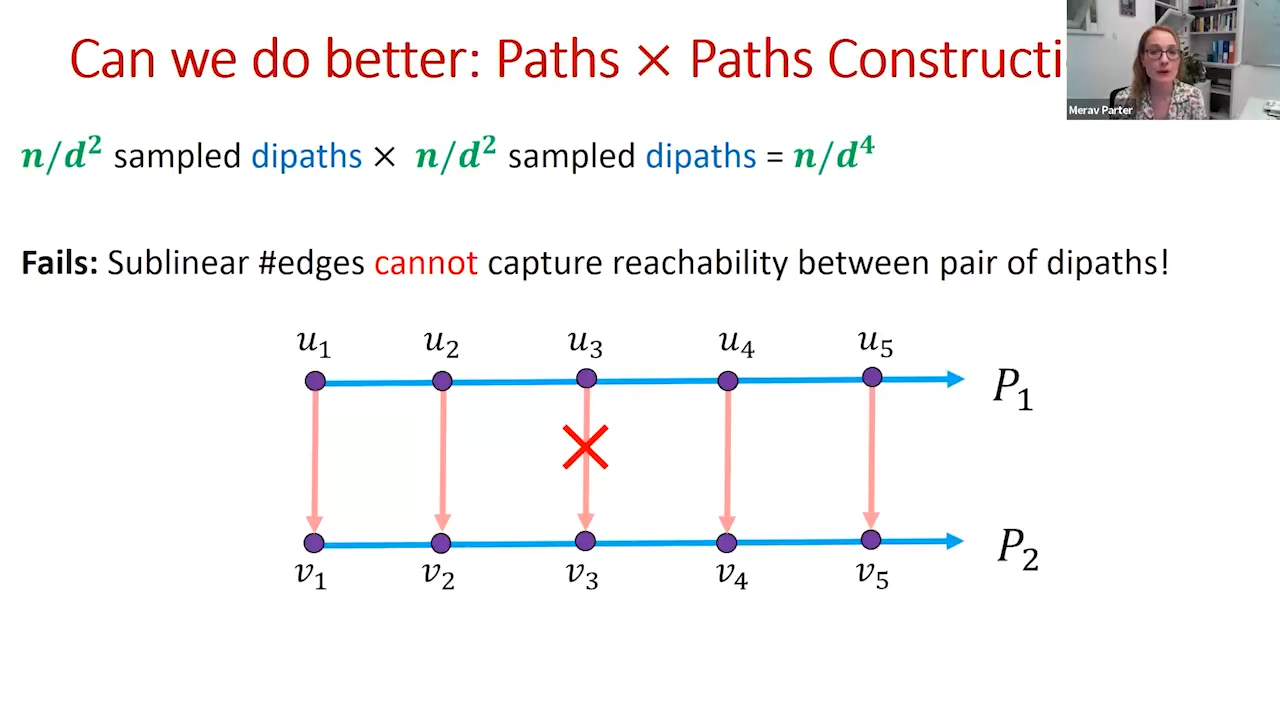 Can we do better: Paths × Paths Constructi
Merav Parter
n/d² sampled dipaths × n/d² sampled dipaths = n/d⁴
Fails: Sublinear #edges cannot capture reachability between pair of dipaths!
u₁ u₂ u₃ u₄ u₅
P₁
P₂
v₁ v₂ v₃ v₄ v₅